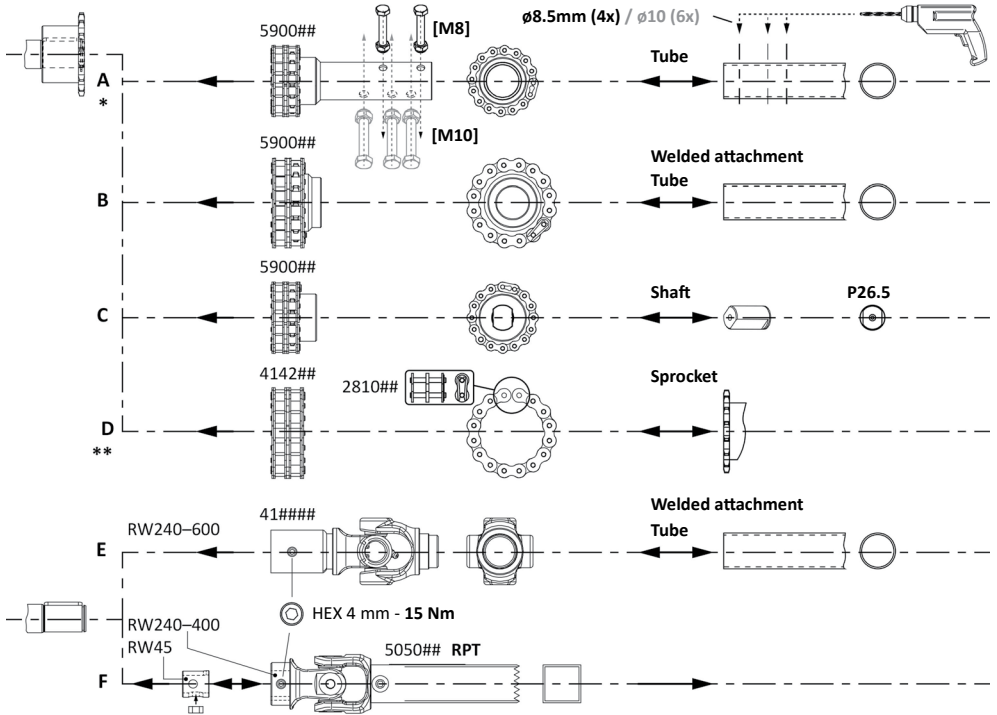 ø8.5mm (4x) / ø10 (6x)
5900## [M8]
Tube
A
*
[M10]
5900##
Welded attachment
Tube
B
5900##
Shaft P26.5
C
4142##
2810##
Sprocket
D
**
Welded attachment
RW240–600 41####
Tube
E
HEX 4 mm - 15 Nm
RW240–400
RW45
5050## RPT
F